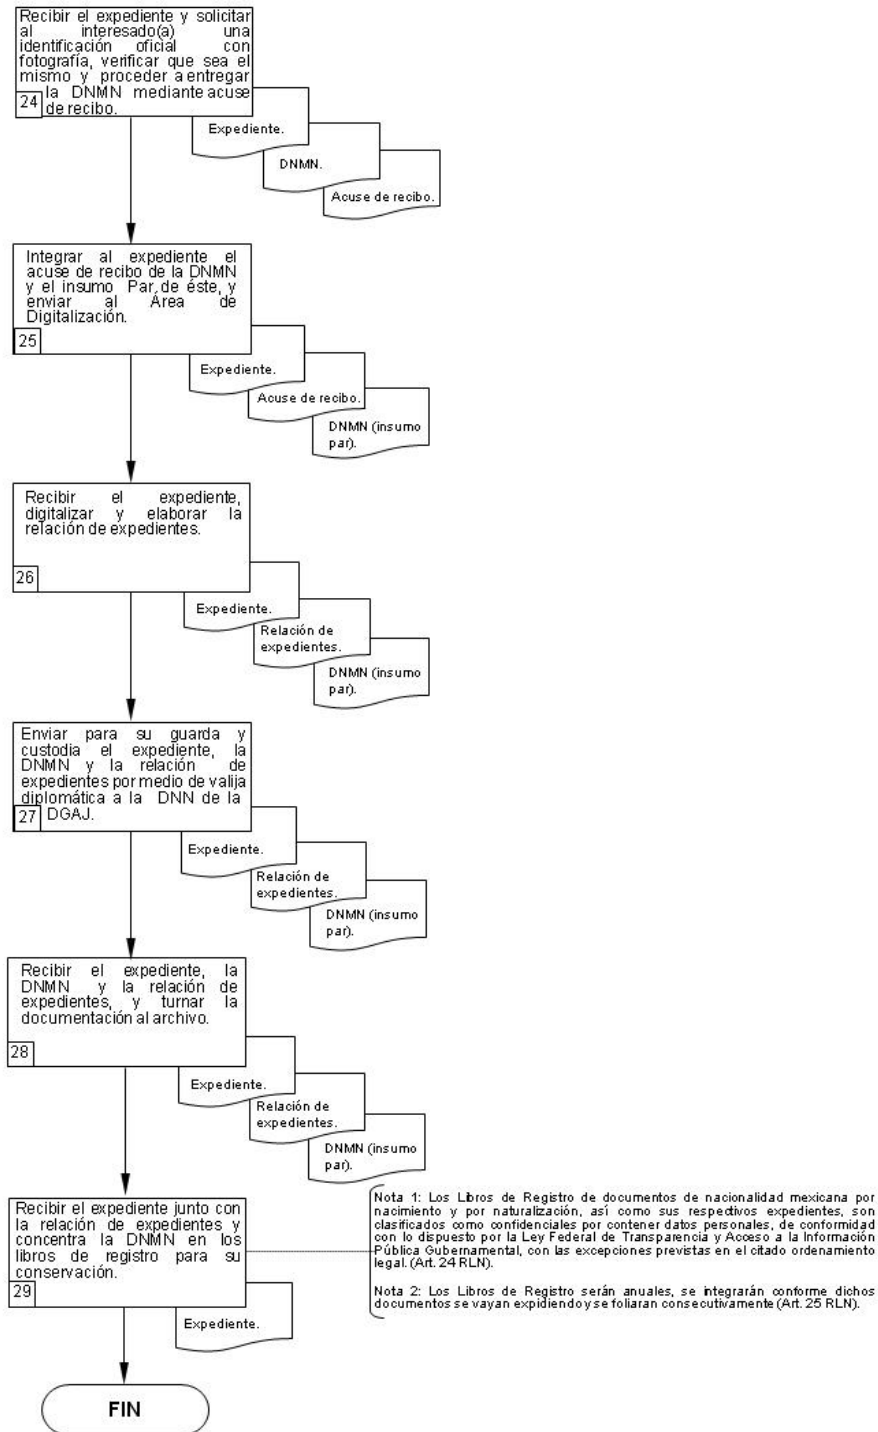 Recibir el expediente y solicitar
al interesado(a) una
identificación oficial con
fotografía, verificar que sea el
mismo y proceder a entregar
la DNMN mediante acuse
de recibo.
24
Expediente.
DNMN.
Acuse de recibo.
Integrar al expediente el
acuse de recibo de la DNMN
y el insumo Par de éste, y
enviar al Área de
Digitalización.
25
Expediente.
Acuse de recibo.
DNMN (insumo
par).
Recibir el expediente,
digitalizar y elaborar la
relación de expedientes.
26
Expediente.
Relación de
expedientes.
DNMN (insumo
par).
Enviar para su guarda y
custodia el expediente, la
DNMN y la relación de
expedientes por medio de valija
diplomática a la DNN de la
DGAJ.
27
Expediente.
Relación de
expedientes.
DNMN (insumo
par).
Recibir el expediente, la
DNMN y la relación de
expedientes, y turnar la
documentación al archivo.
28
Expediente.
Relación de
expedientes.
DNMN (insumo
par).
Recibir el expediente junto con
la relación de expedientes y
concentra la DNMN en los
libros de registro para su
conservación.
29
Expediente.
Nota 1: Los Libros de Registro de documentos de nacionalidad mexicana por
nacimiento y por naturalización, así como sus respectivos expedientes, son
clasificados como confidenciales por contener datos personales, de conformidad
con lo dispuesto por la Ley Federal de Transparencia y Acceso a la Información
Pública Gubernamental, con las excepciones previstas en el citado ordenamiento
legal. (Art. 24 RLN).
Nota 2: Los Libros de Registro serán anuales, se integrarán conforme dichos
documentos se vayan expidiendo y se foliaran consecutivamente (Art. 25 RLN).
FIN